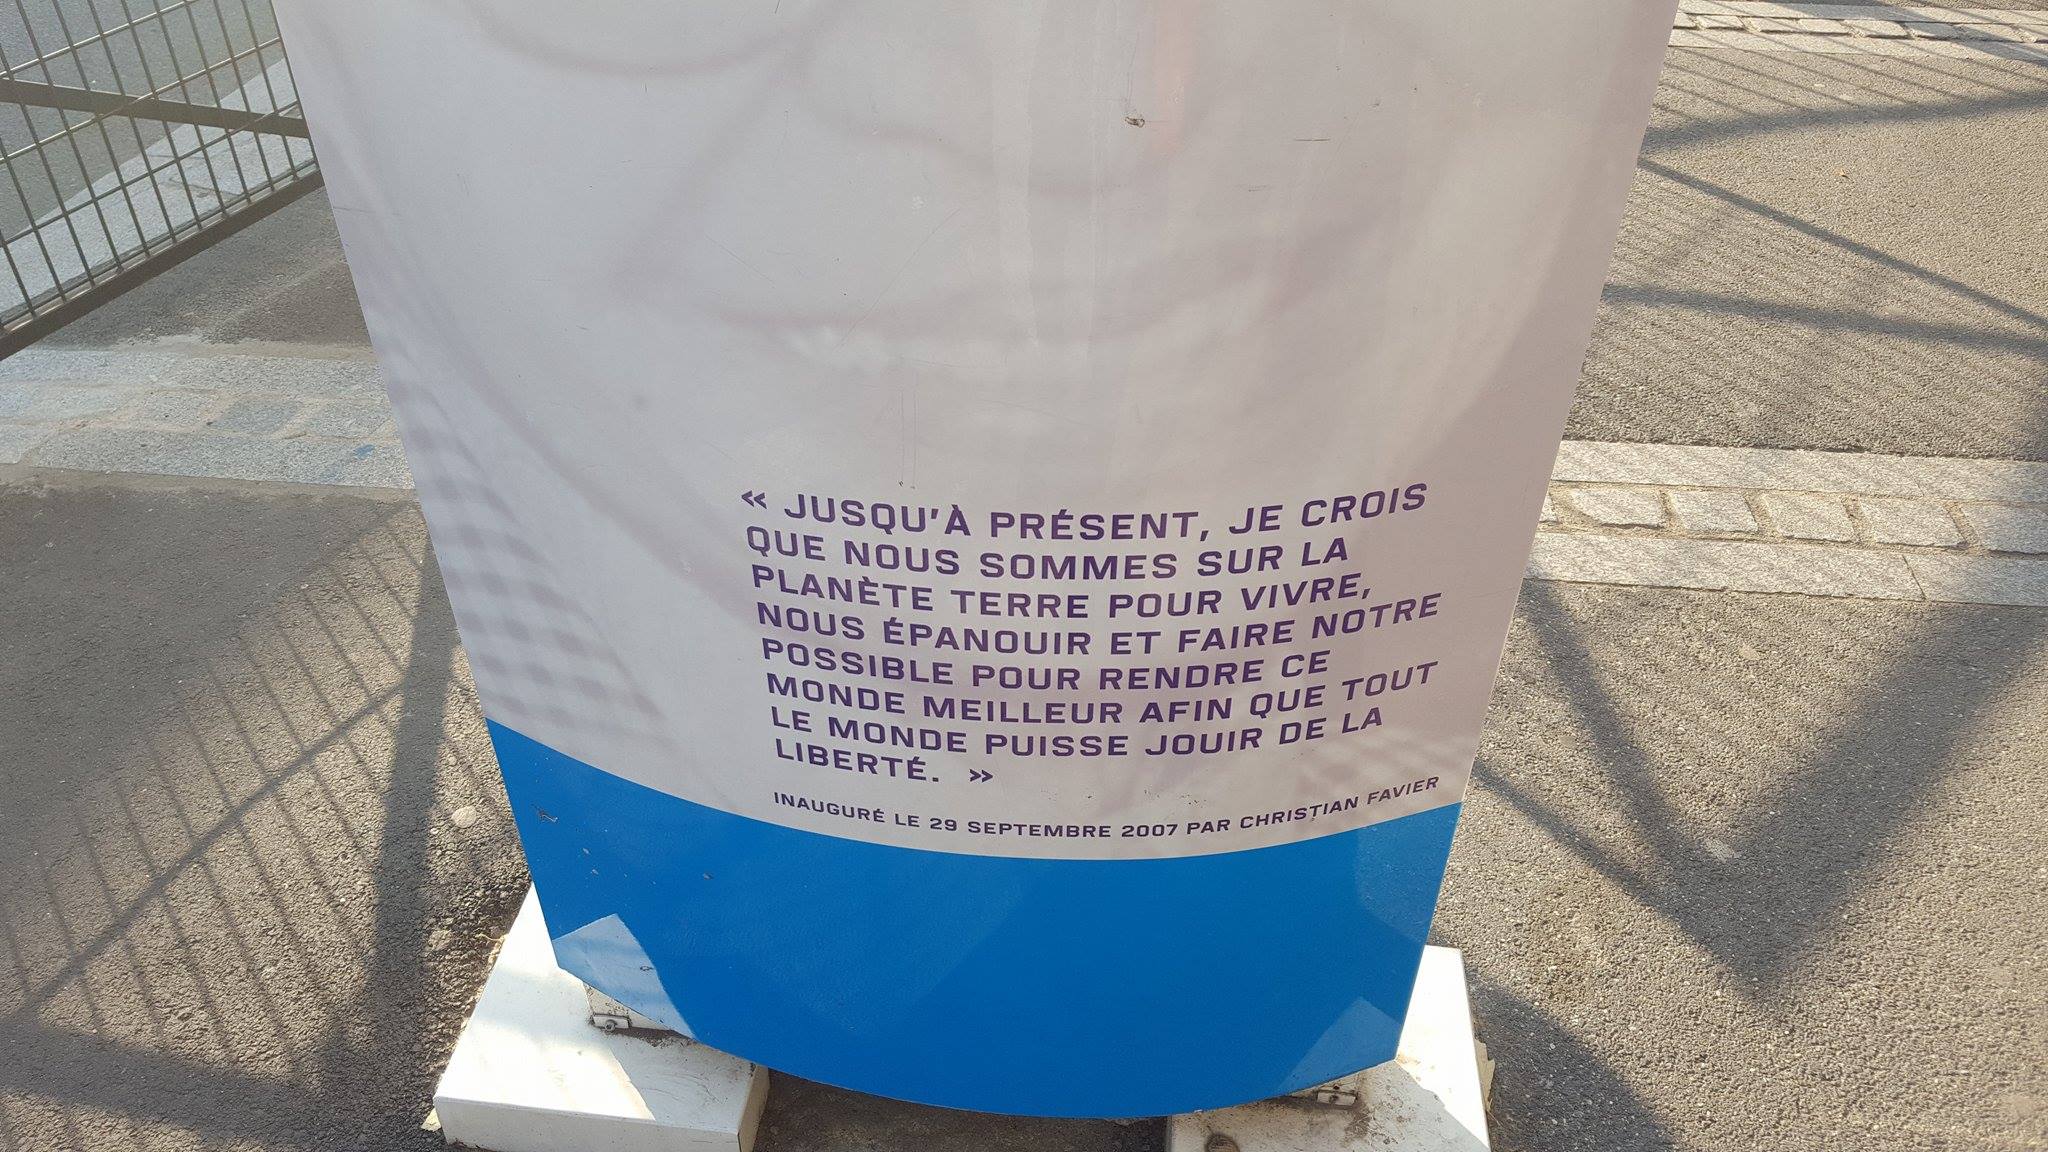 « JUSQU'À PRÉSENT, JE CROIS
QUE NOUS SOMMES SUR LA
PLANÈTE TERRE POUR VIVRE,
NOUS ÉPANOUIR ET FAIRE NOTRE
POSSIBLE POUR RENDRE CE
MONDE MEILLEUR AFIN QUE TOUT
LE MONDE PUISSE JOUIR DE LA
LIBERTÉ. »
INAUGURÉ LE 29 SEPTEMBRE 2007 PAR CHRISTIAN FAVIER